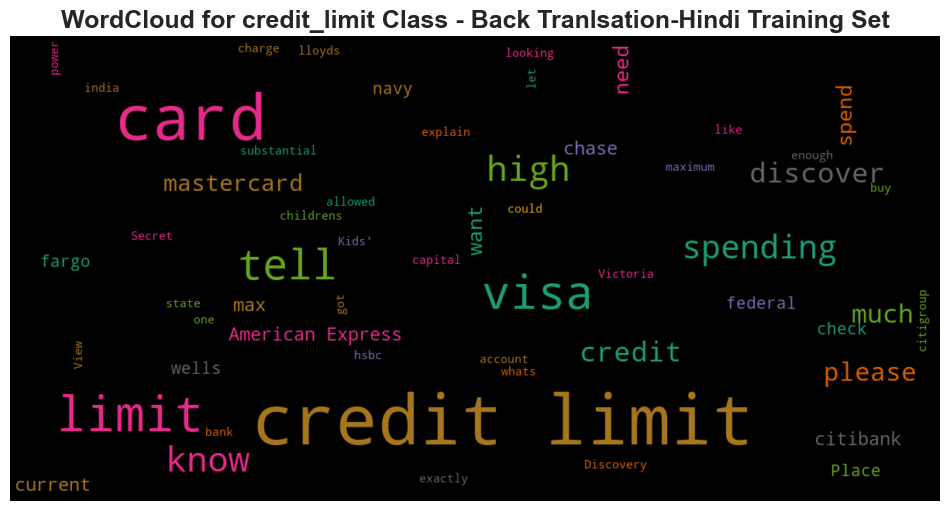 WordCloud for credit_limit Class - Back Tranlsation-Hindi Training Set
power
charge
lloyds
looking
let
need
india
card
navy
spend
explain
like
substantial
chase
high
enough
maximum
discover
mastercard
buy
allowed
childrens
could
want
Secret
Kids'
spending
fargo
tell
capital
Victoria
visa
state
max
got
federal
one
much
citigroup
American Express
check
View
hsbc
credit
account
wells
whats
please
limit
credit limit
bank
citibank
know
Discovery
Place
current
exactly